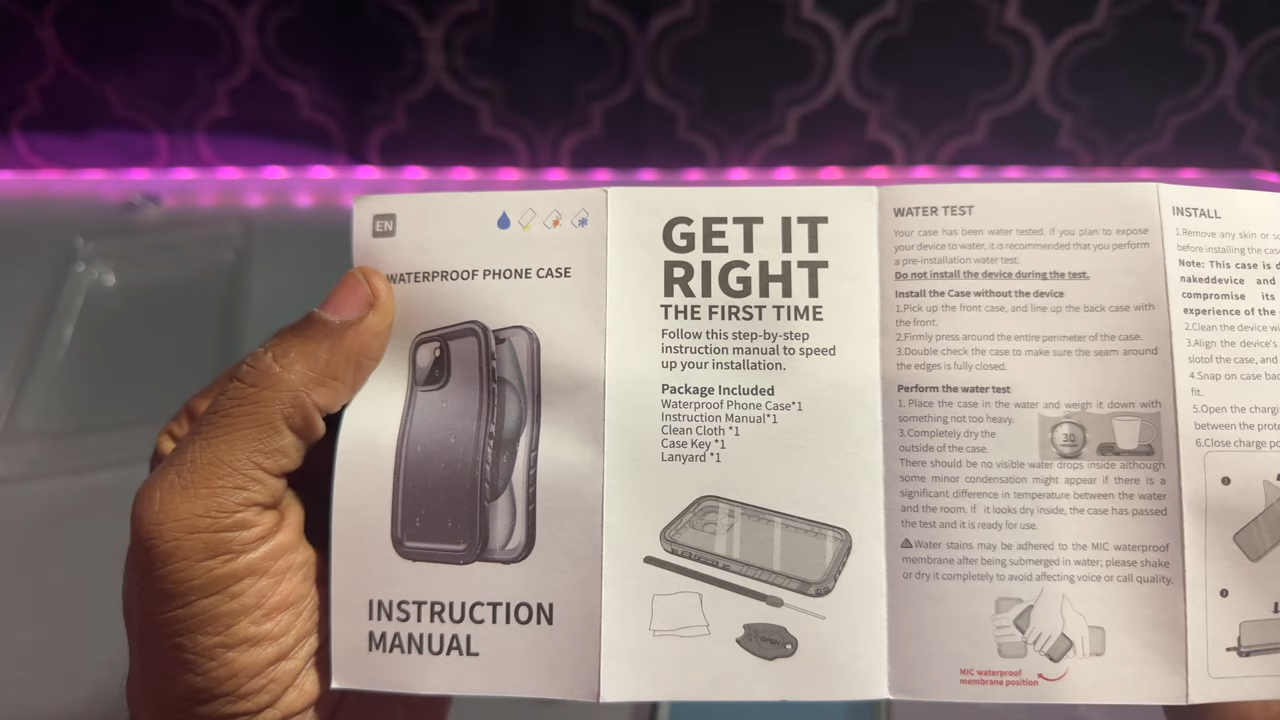 EN
WATERPROOF PHONE CASE
INSTRUCTION
MANUAL
GET IT
RIGHT
THE FIRST TIME
Follow this step-by-step
instruction manual to speed
up your installation.
Package Included
Waterproof Phone Case*1
Instruction Manual*1
Clean Cloth *1
Case Key *1
Lanyard *1
WATER TEST
Your case has been water tested. If you plan to expose
your device to water, it is recommended that you perform
a pre-installation water test.
Do not install the device during the test.
Install the Case without the device
1.Pick up the front case, and line up the back case with
the front.
2.Firmly press around the entire perimeter of the case.
3.Double check the case to make sure the seam around
the edges is fully closed.
Perform the water test
1. Place the case in the water and weigh it down with
something not too heavy.
3.Completely dry the
outside of the case.
30
There should be no visible water drops inside although
some minor condensation might appear if there is a
significant difference in temperature between the water
and the room. If it looks dry inside, the case has passed
the test and it is ready for use.
Water stains may be adhered to the MIC waterproof
membrane after being submerged in water; please shake
or dry it completely to avoid affecting voice or call quality.
MIC waterproof
membrane position
INSTALL
1.Remove any skin or
before installing the
Note: This case is
nakeddevice and
compromise its
experience of the
2.Clean the device
3.Align the device's
slotof the case, and
4.Snap on case
fit.
5.Open the
between the
6.Close charge
1
3